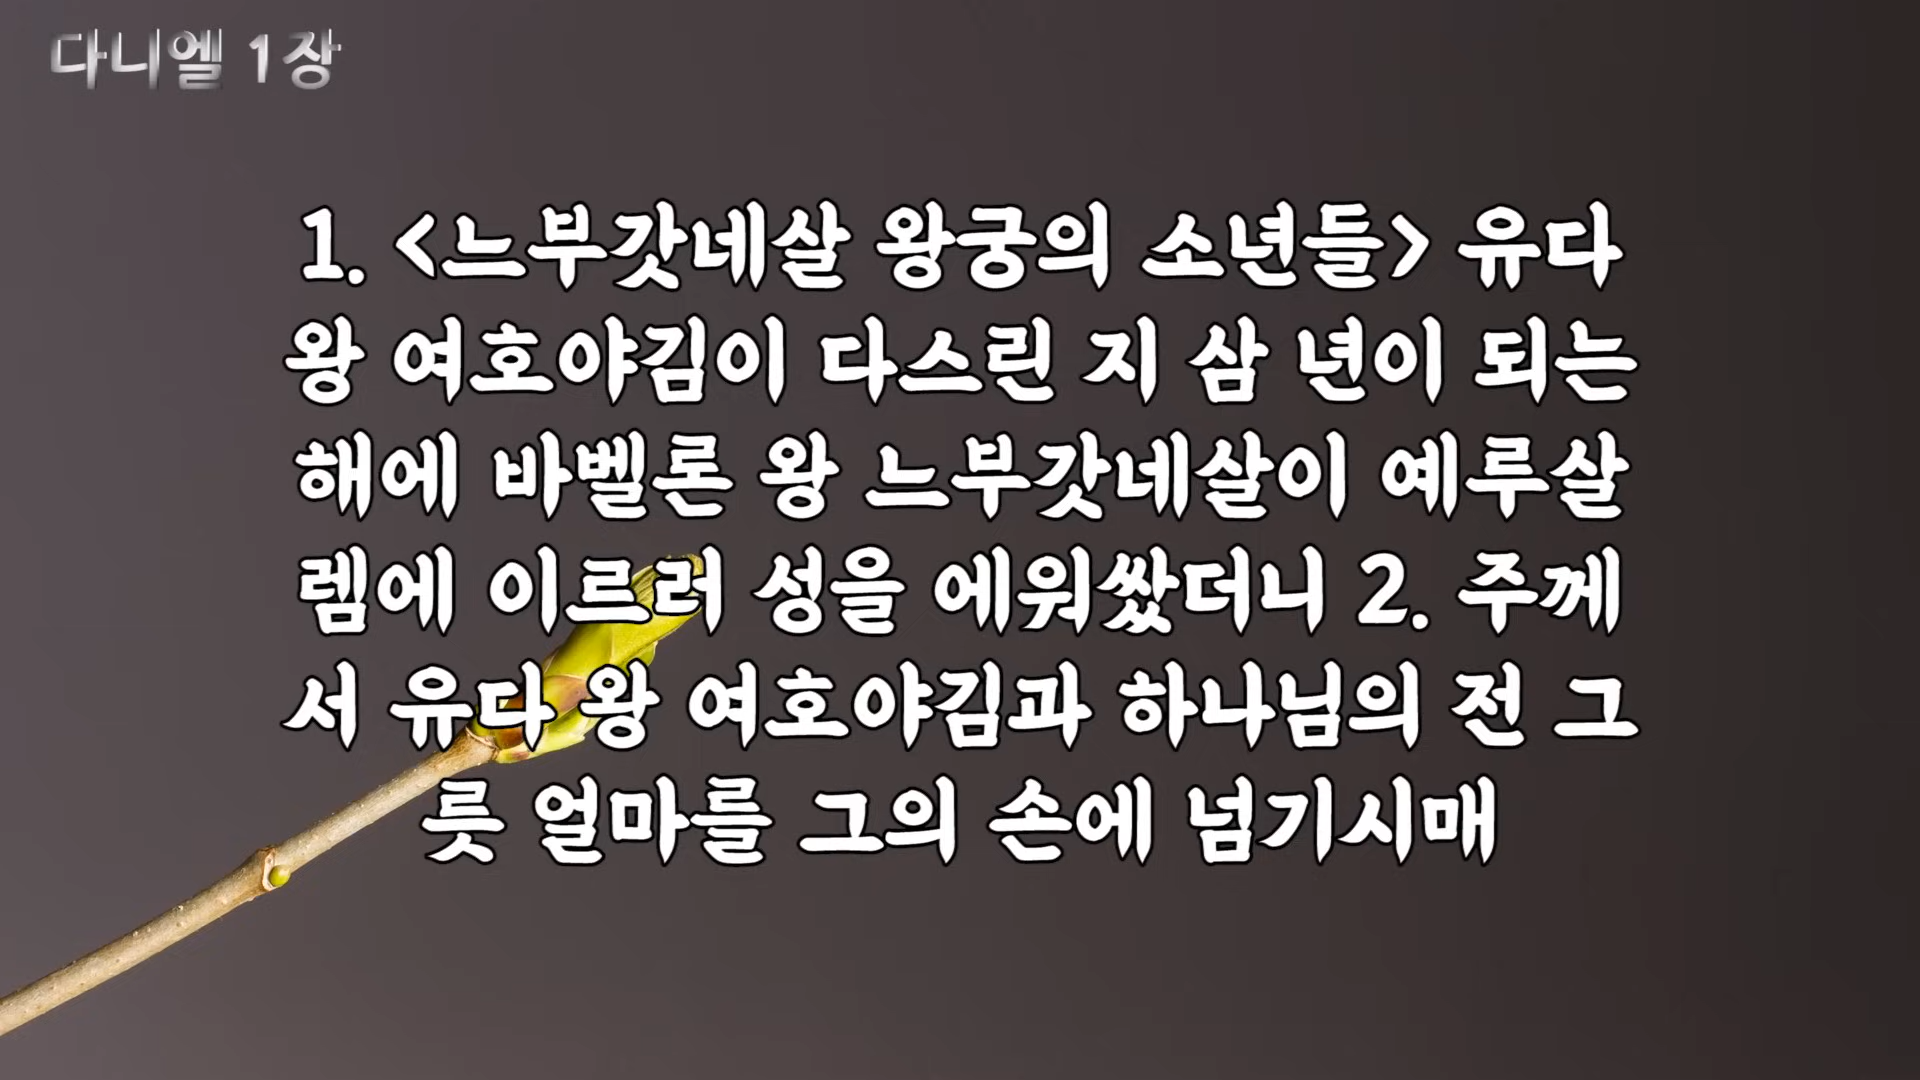 다니엘 1장
1. <느부갓네살 왕궁의 소년들> 유다
왕 여호야김이 다스린 지 삼 년이 되는
해에 바벨론 왕 느부갓네살이 예루살
렘에 이르러 성을 에워쌌더니 2. 주께
서 유다 왕 여호야김과 하나님의 전 그
릇 얼마를 그의 손에 넘기시매